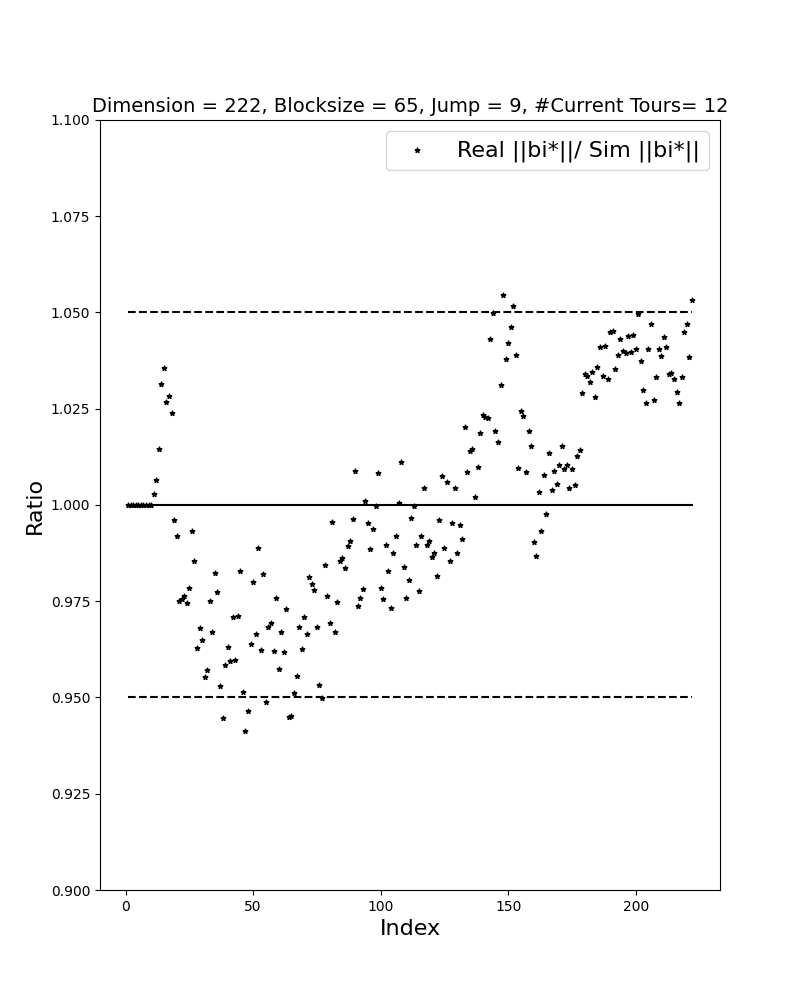 Dimension = 222, Blocksize = 65, Jump = 9, #Current Tours= 12
Real ||bi*||/ Sim ||bi*||
1.100
1.075
1.050
1.025
1.000
0.975
0.950
0.925
0.900
Ratio
0 50 100 150 200
Index